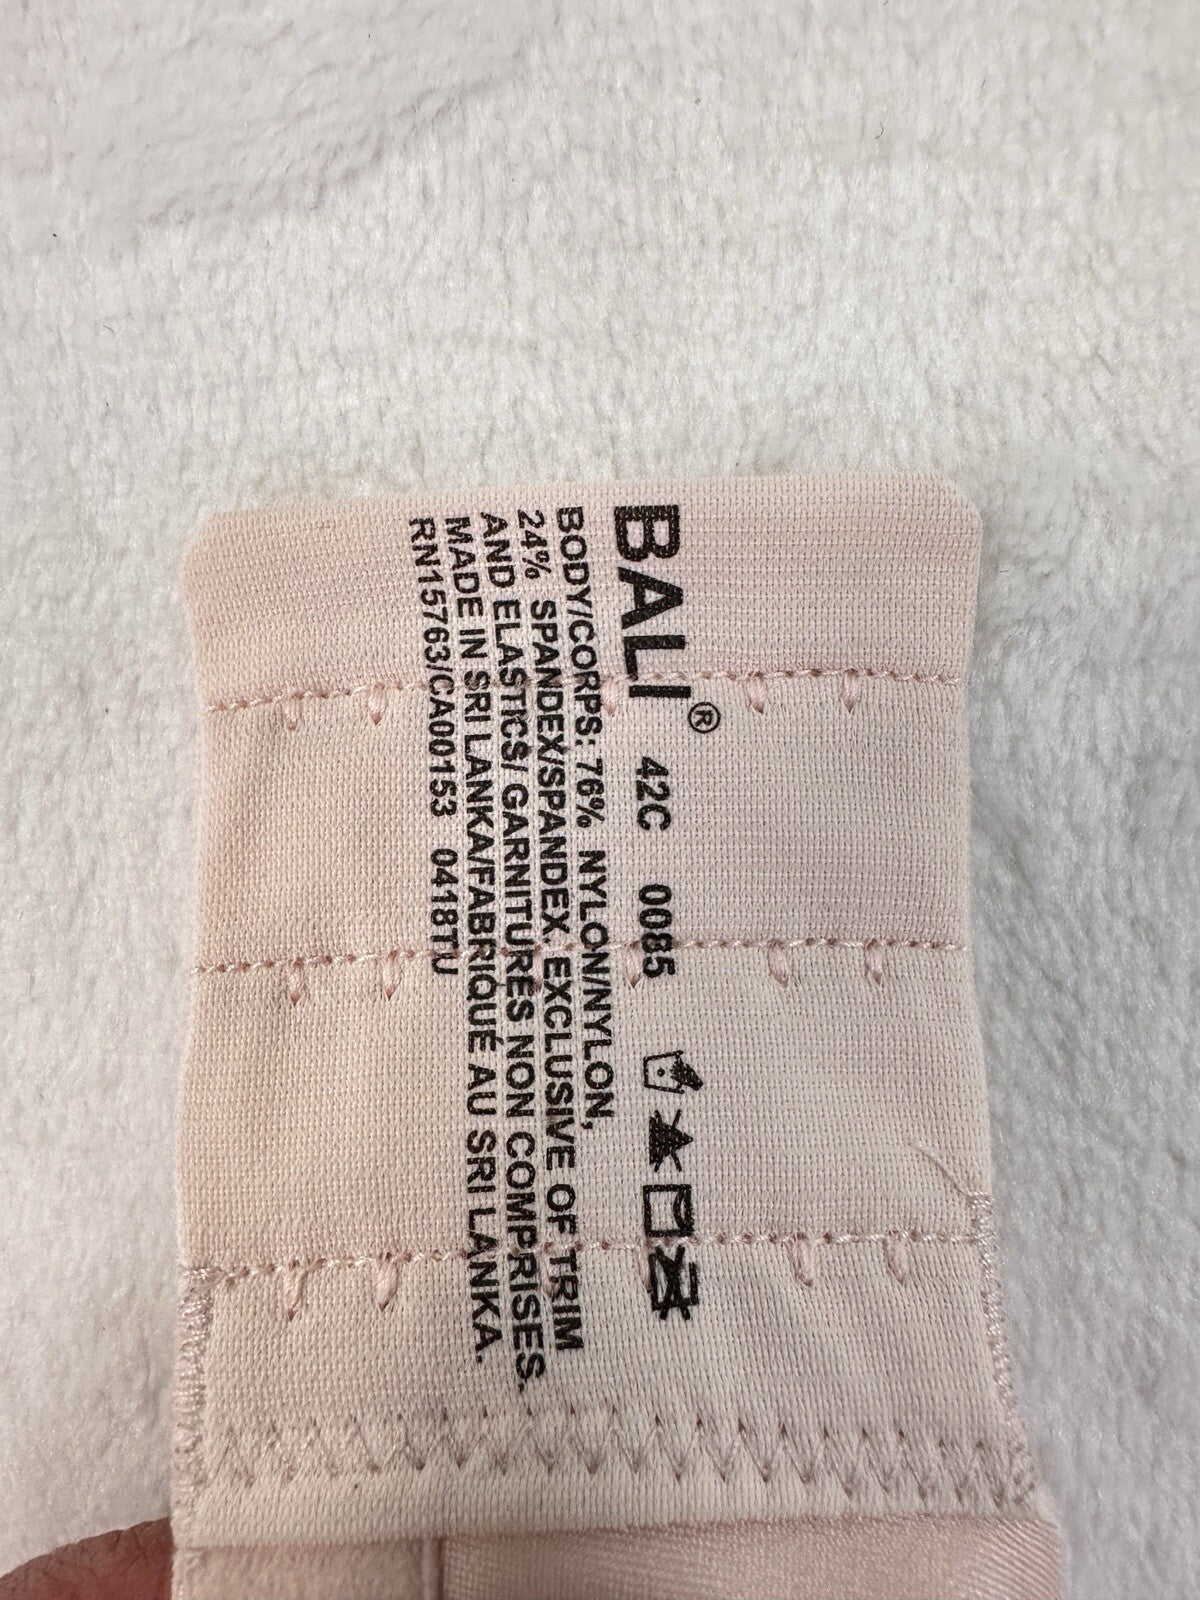 BALI® 42C 0085
BODY/CORPS: 76% NYLON/NYLON,
24% SPANDEX/SPANDEX. EXCLUSIVE OF TRIM
AND ELASTICS/ GARNITURES NON COMPRISES.
MADE IN SRI LANKA/FABRIQUÉ AU SRI LANKA.
RN15763/CA00153 0418TU